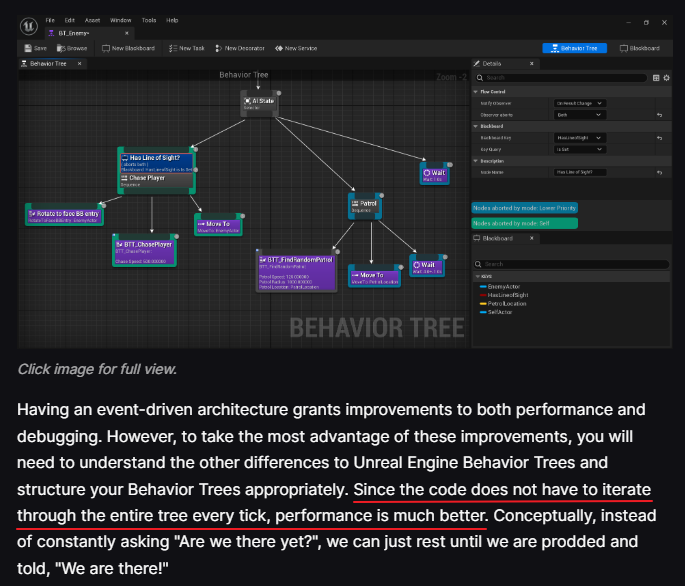 File Edit Asset Window Tools Help
BT_Enemy*
Save Browse New Blackboard New Task New Decorator New Service Behavior Tree Blackboard
Behavior Tree
Details
Behavior Tree
Zoom -2
Search
AI State
Selector
Flow Control
Notify Observer On Result Change
Observer aborts Both
Blackboard
Blackboard Key HasLineofSight
Key Query Is Set
Description
Node Name Has Line of Sight?
Has Line of Sight?
Chase Player
Sequence
Wait
Patrol
Sequence
Rotate to face BB entry
Move To
BTT_ChasePlayer
BTT_ChasePlayer
BTT_FindRandomPatrol
Move To
Wait
Nodes aborted by mode: Lower Priority
Nodes aborted by mode: Self
Blackboard
Search
KEYS
EnemyActor
HasLineofSight
PatrolLocation
SelfActor
BEHAVIOR TREE
Click image for full view.
Having an event-driven architecture grants improvements to both performance and
debugging. However, to take the most advantage of these improvements, you will
need to understand the other differences to Unreal Engine Behavior Trees and
structure your Behavior Trees appropriately. Since the code does not have to iterate
through the entire tree every tick, performance is much better. Conceptually, instead
of constantly asking "Are we there yet?", we can just rest until we are prodded and
told, "We are there!"